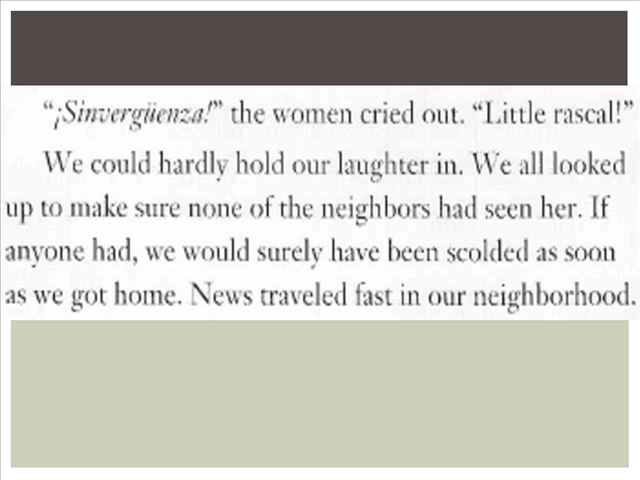 “¡Sinvergüenza!” the women cried out. “Little rascal!”
We could hardly hold our laughter in. We all looked
up to make sure none of the neighbors had seen her. If
anyone had, we would surely have been scolded as soon
as we got home. News traveled fast in our neighborhood.